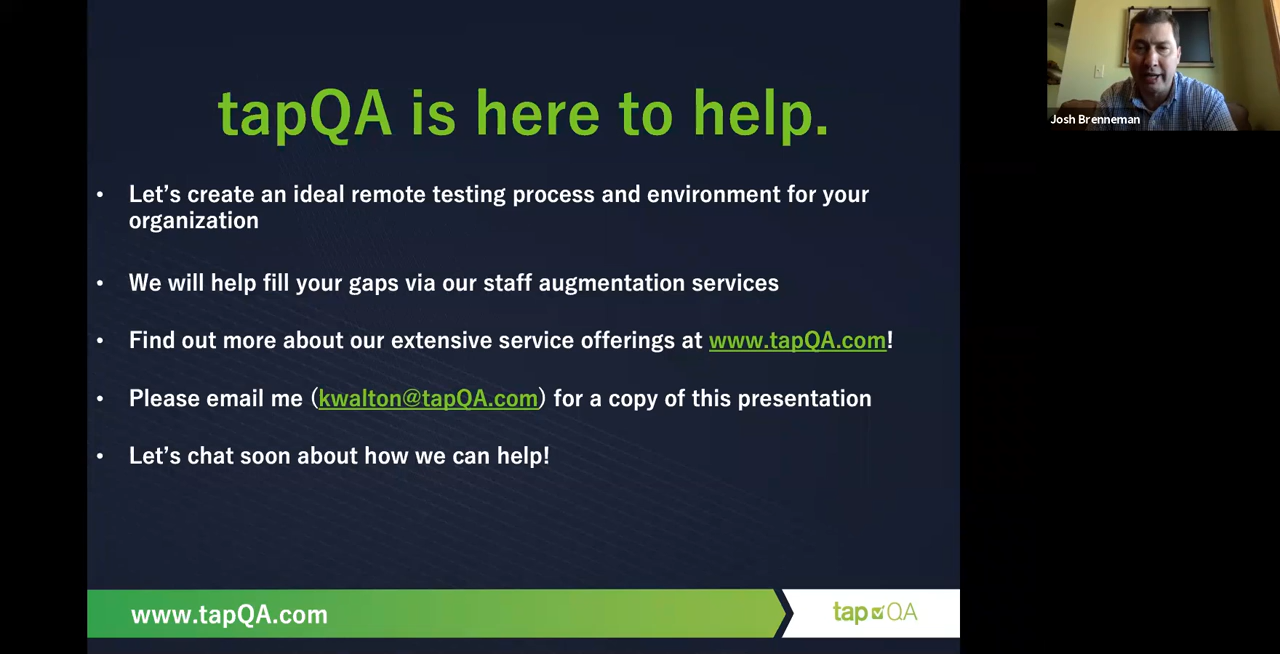 tapQA is here to help.
Josh Brenneman
• Let’s create an ideal remote testing process and environment for your
organization
• We will help fill your gaps via our staff augmentation services
• Find out more about our extensive service offerings at www.tapQA.com!
• Please email me (kwalton@tapQA.com) for a copy of this presentation
• Let’s chat soon about how we can help!
www.tapQA.com
tap QA